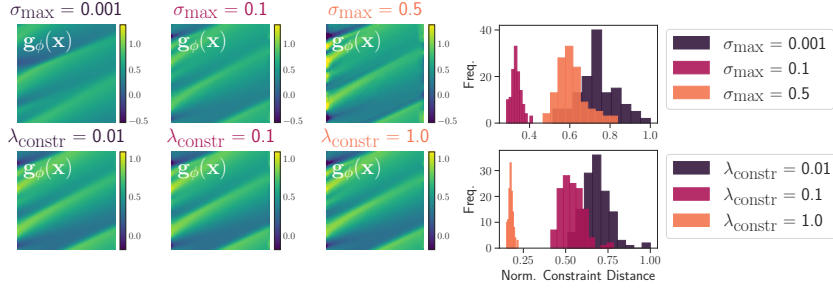 σmax = 0.001 σmax = 0.1 σmax = 0.5
gϕ(x) gϕ(x) gϕ(x)
1.0 0.5 0.0 −0.5
1.0 0.5 0.0 −0.5
1.0 0.5 0.0 −0.5
Freq.
40
20
0
0.4 0.6 0.8 1.0
σmax = 0.001
σmax = 0.1
σmax = 0.5
λconstr = 0.01 λconstr = 0.1 λconstr = 1.0
gϕ(x) gϕ(x) gϕ(x)
1.0 0.5 0.0
1.0 0.5 0.0
1.0 0.5 0.0
Freq.
30
20
10
0
0.25 0.50 0.75 1.00
Norm. Constraint Distance
λconstr = 0.01
λconstr = 0.1
λconstr = 1.0